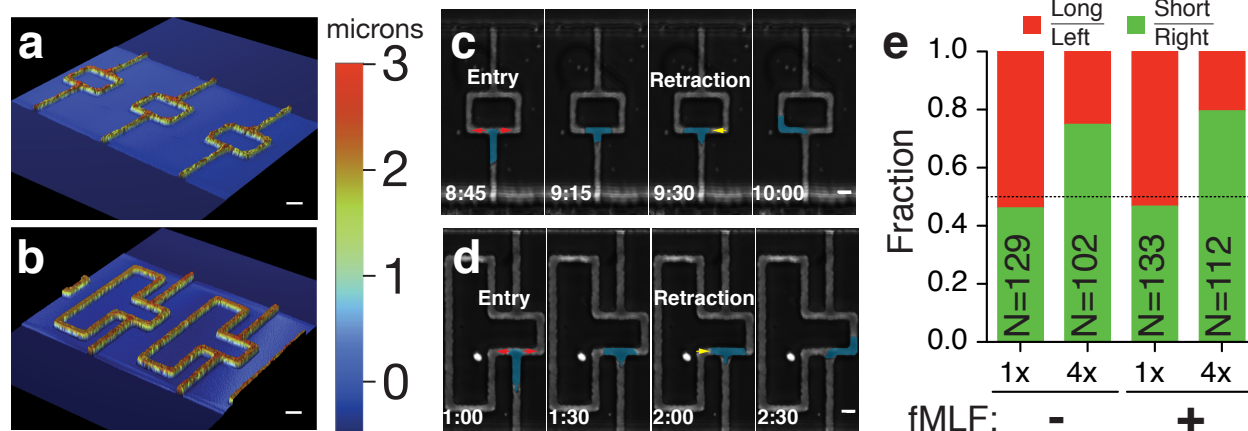 a
b
microns
3
2
1
0
c
Entry
Retraction
8:45
9:15
9:30
10:00
d
Entry
Retraction
1:00
1:30
2:00
2:30
e
Long
Left
Short
Right
Fraction
1.0
0.8
0.6
0.4
0.2
0.0
N=129
N=102
N=133
N=112
1x
4x
1x
4x
fMLF: - +